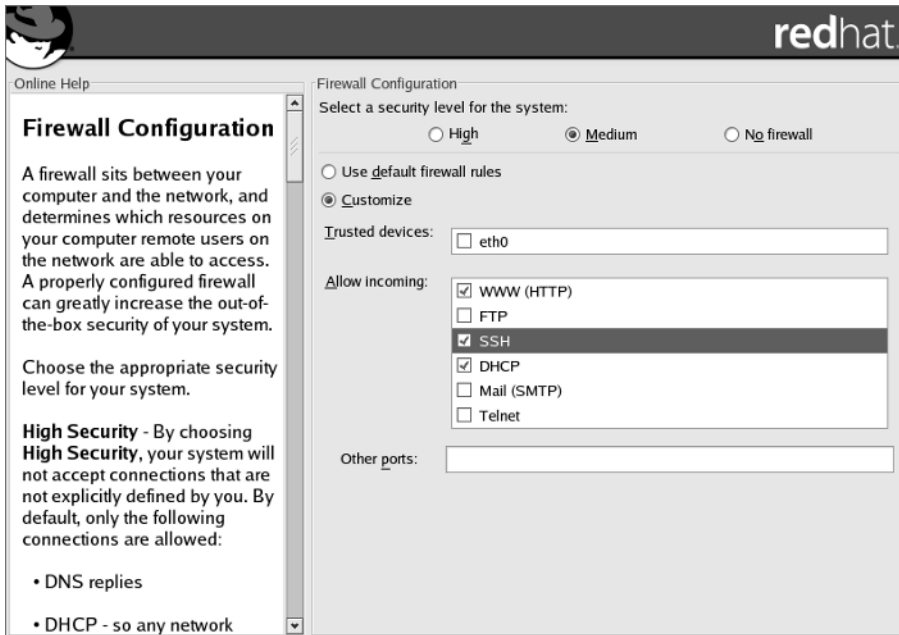 redhat.
Online Help
Firewall Configuration
A firewall sits between your
computer and the network, and
determines which resources on
your computer remote users on
the network are able to access.
A properly configured firewall
can greatly increase the out-of-
the-box security of your system.
Choose the appropriate security
level for your system.
High Security - By choosing
High Security, your system will
not accept connections that are
not explicitly defined by you. By
default, only the following
connections are allowed:
• DNS replies
• DHCP - so any network
Firewall Configuration
Select a security level for the system:
High Medium No firewall
Use default firewall rules
Customize
Trusted devices: eth0
Allow incoming: WWW (HTTP)
FTP
SSH
DHCP
Mail (SMTP)
Telnet
Other ports: